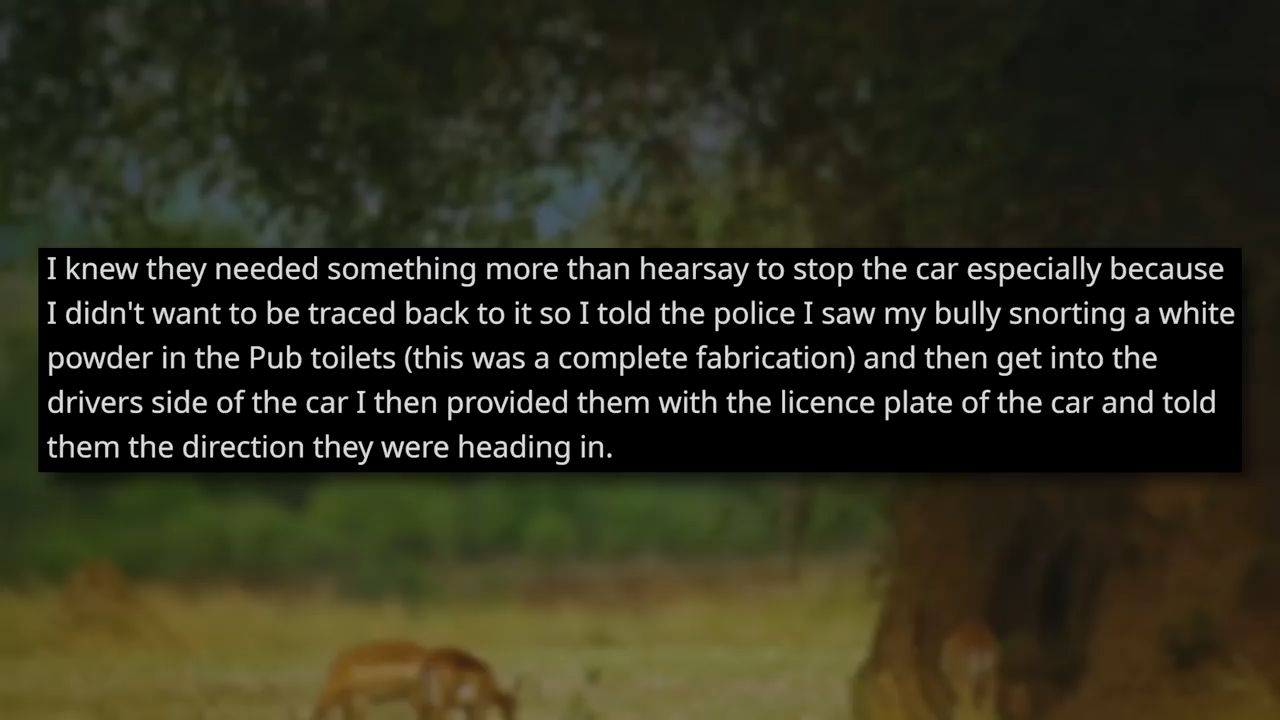 I knew they needed something more than hearsay to stop the car especially because
I didn't want to be traced back to it so I told the police I saw my bully snorting a white
powder in the Pub toilets (this was a complete fabrication) and then get into the
drivers side of the car I then provided them with the licence plate of the car and told
them the direction they were heading in.